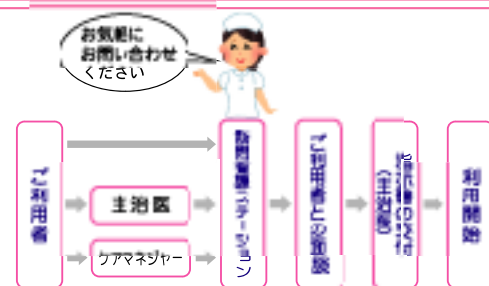 お気軽に
お問い合わせ
ください
ご利用者
主治医
ケアマネジャー
訪問看護ステーション
ご利用者との面談
(主治医)
利用開始